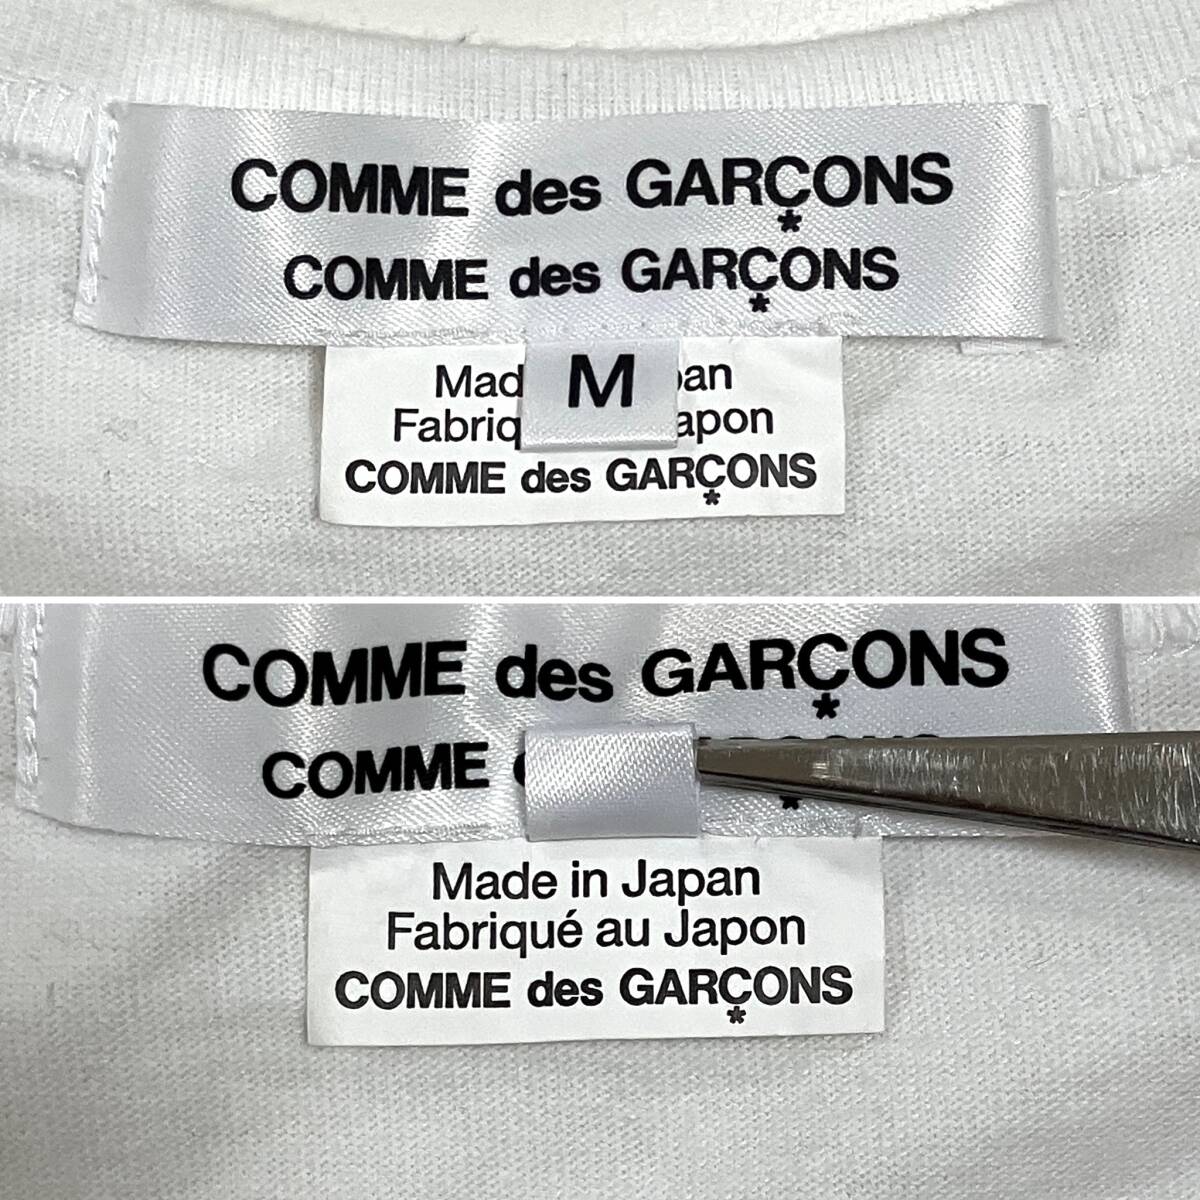 COMME des GARÇONS
*
COMME des GARÇONS
*
M
Mad pan
Fabriq apon
COMME des GARÇONS
*
COMME des GARÇONS
*
COMME
Made in Japan
Fabriqué au Japon
COMME des GARÇONS
*